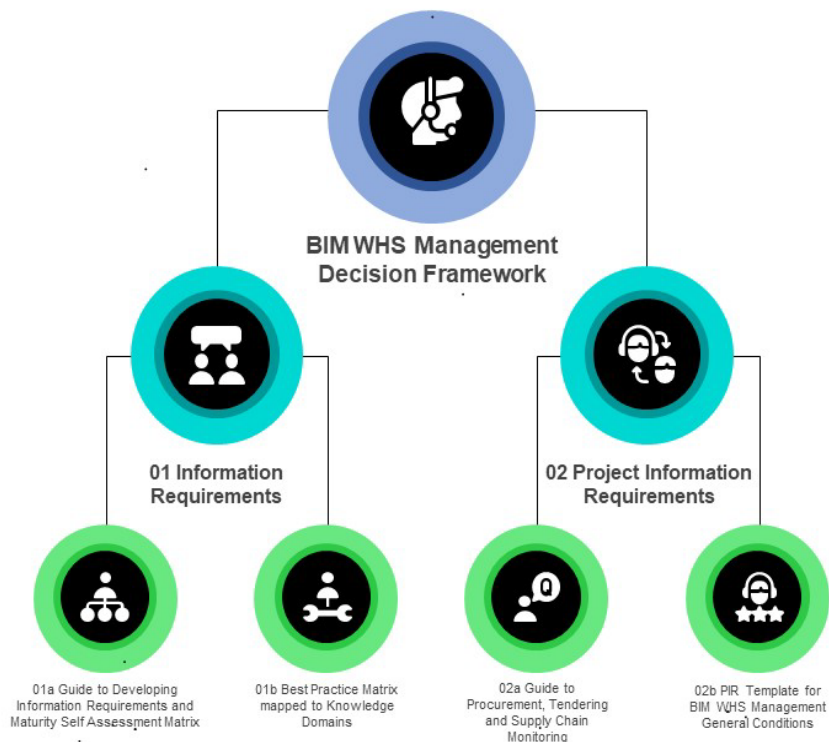 BIM WHS Management
Decision Framework
01 Information
Requirements
02 Project Information
Requirements
Q
01a Guide to Developing
Information Requirements and
Maturity Self Assessment Matrix
01b Best Practice Matrix
mapped to Knowledge
Domains
02a Guide to
Procurement, Tendering
and Supply Chain
Monitoring
02b PIR Template for
BIM WHS Management
General Conditions